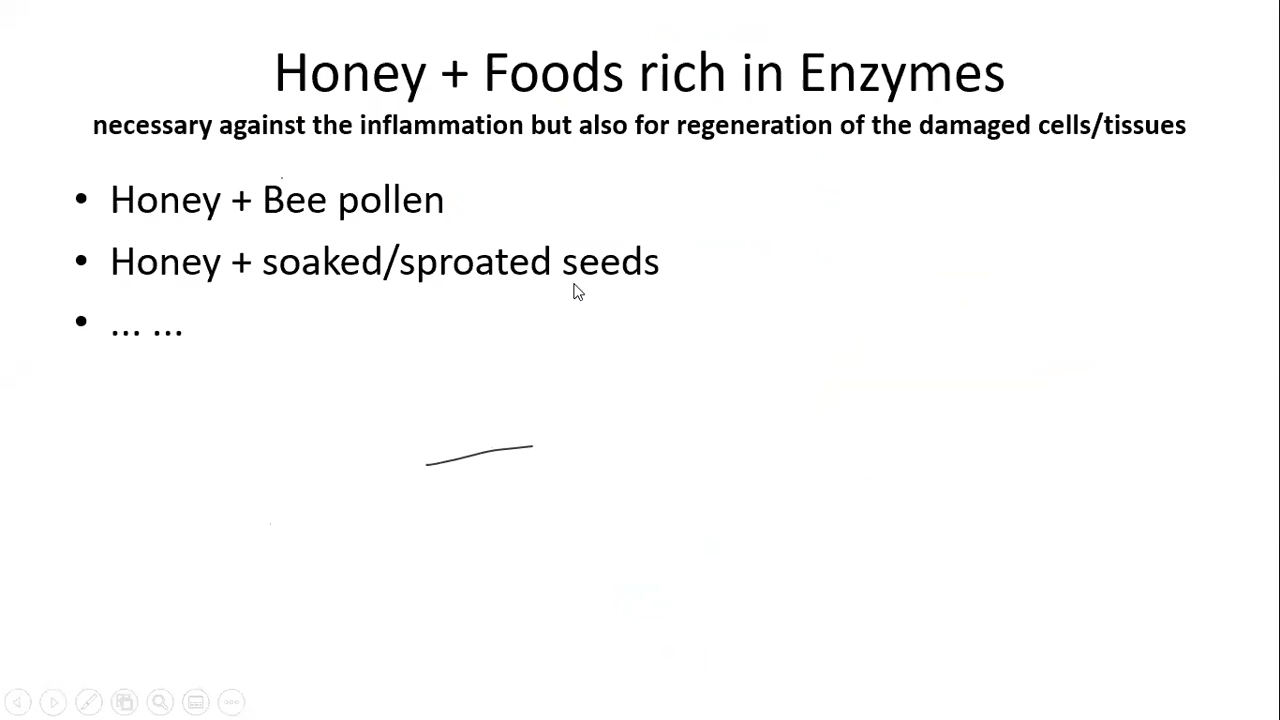 Honey + Foods rich in Enzymes
necessary against the inflammation but also for regeneration of the damaged cells/tissues
• Honey + Bee pollen
• Honey + soaked/sproated seeds
• ... ...